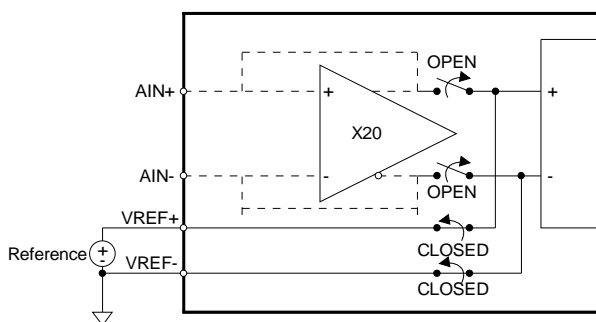 OPEN
AIN+
+
+
X20
AIN-
-
-
OPEN
VREF+
Reference
+
-
CLOSED
VREF-
CLOSED